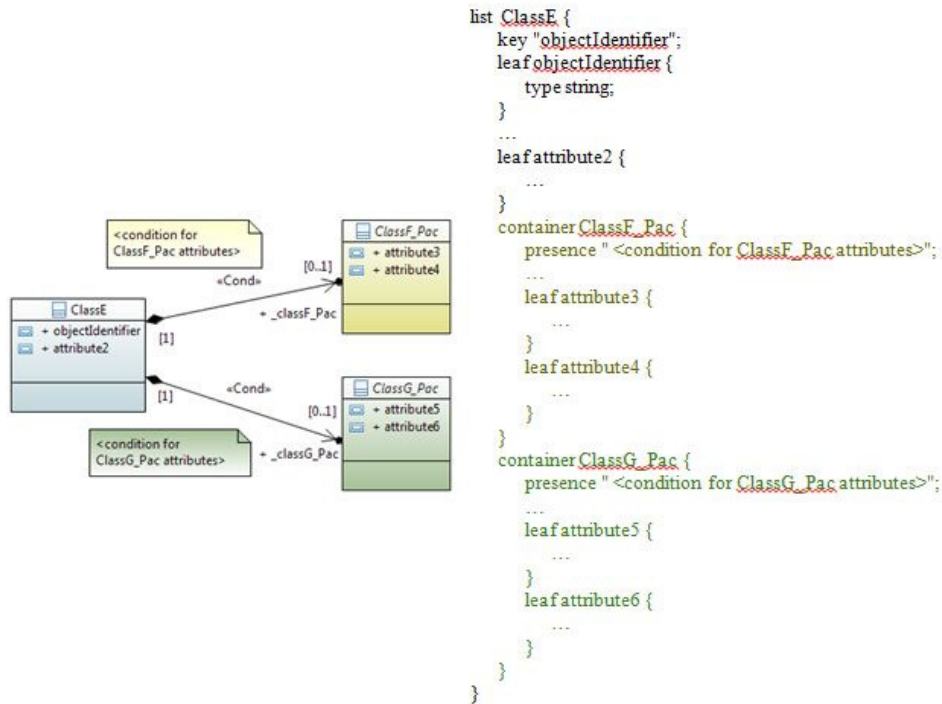 <condition for
ClassF_Pac attributes>
ClassF_Pac
+ attribute3
+ attribute4
[0..1]
«Cond»
+ _classF_Pac
ClassE
+ objectIdentifier
+ attribute2
[1]
[1]
«Cond»
[0..1]
+ _classG_Pac
ClassG_Pac
+ attribute5
+ attribute6
<condition for
ClassG_Pac attributes>
list ClassE {
key "objectIdentifier";
leaf objectIdentifier {
type string;
}
...
leaf attribute2 {
...
}
container ClassF_Pac {
presence " <condition for ClassF_Pac attributes>";
...
leaf attribute3 {
...
}
leaf attribute4 {
...
}
}
container ClassG_Pac {
presence " <condition for ClassG_Pac attributes>";
...
leaf attribute5 {
...
}
leaf attribute6 {
...
}
}
}